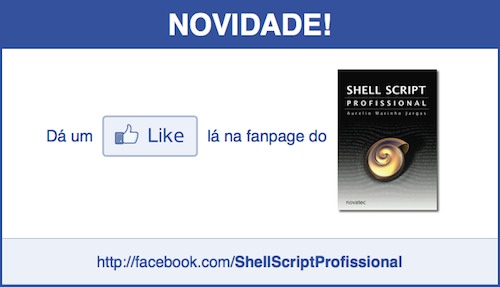 NOVIDADE!
Dá um Like lá na fanpage do
SHELL SCRIPT
PROFISSIONAL
Aurelio Marinho Jargas
novatec
http://facebook.com/ShellScriptProfissional